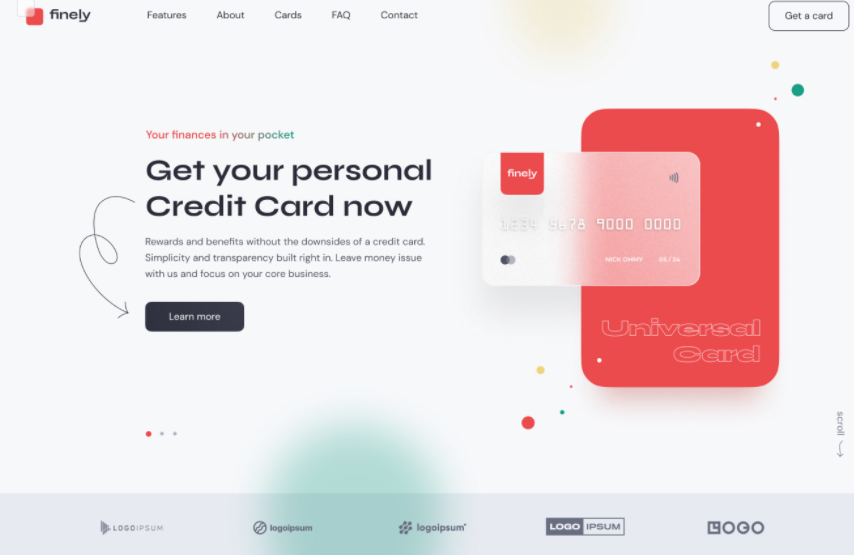 finely
Features
About
Cards
FAQ
Contact
Get a card
Your finances in your pocket
Get your personal
Credit Card now
Rewards and benefits without the downsides of a credit card.
Simplicity and transparency built right in. Leave money issue
with us and focus on your core business.
Learn more
finely
1234 5678 9000 0000
NICK OHMY 05/24
Universal
Card
scroll
LOGOIPSUM
logoipsum
logoipsum
LOGO IPSUM
LOGO